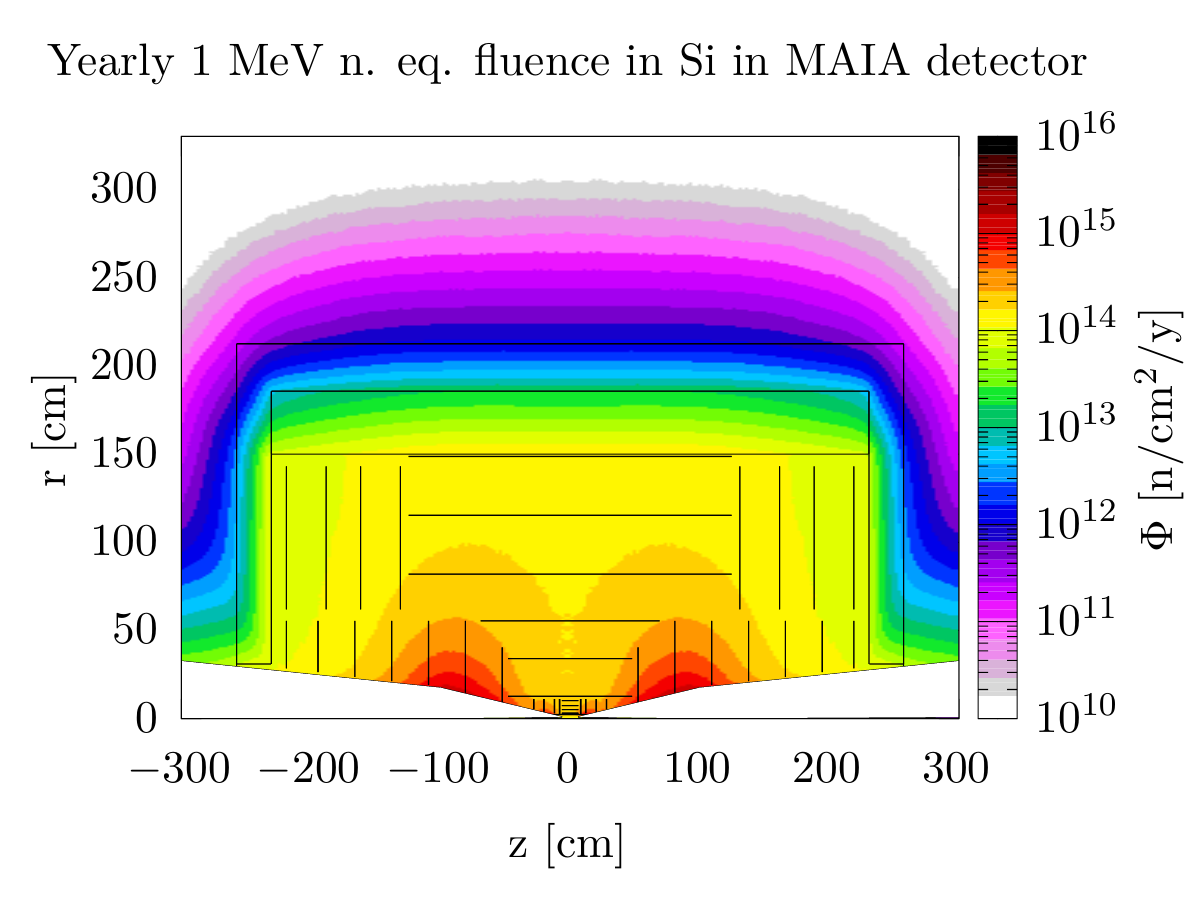 Yearly 1 MeV n. eq. fluence in Si in MAIA detector
300
250
200
150
100
50
0
r [cm]
−300 −200 −100 0 100 200 300
z [cm]
10^16
10^15
10^14
10^13
10^12
10^11
10^10
Φ [n/cm^2/y]